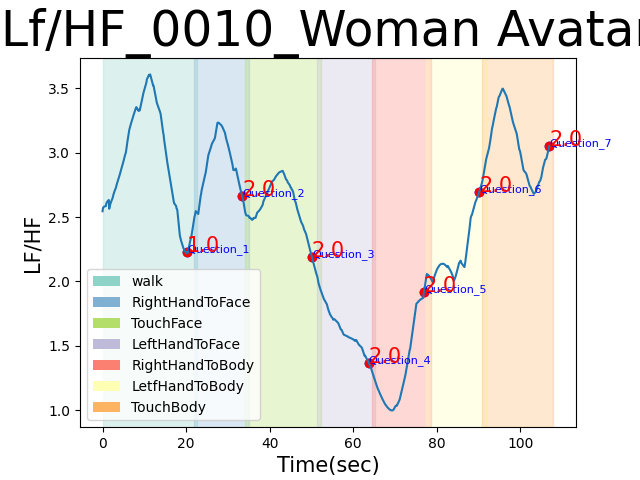 Lf/HF_0010_Woman Avatar
LF/HF
3.5
3.0
2.5
2.0
1.5
1.0
0
20
40
60
80
100
Time(sec)
1.0
Question_1
2.0
Question_2
2.0
Question_3
2.0
Question_4
2.0
Question_5
2.0
Question_6
2.0
Question_7
walk
RightHandToFace
TouchFace
LeftHandToFace
RightHandToBody
LetfHandToBody
TouchBody